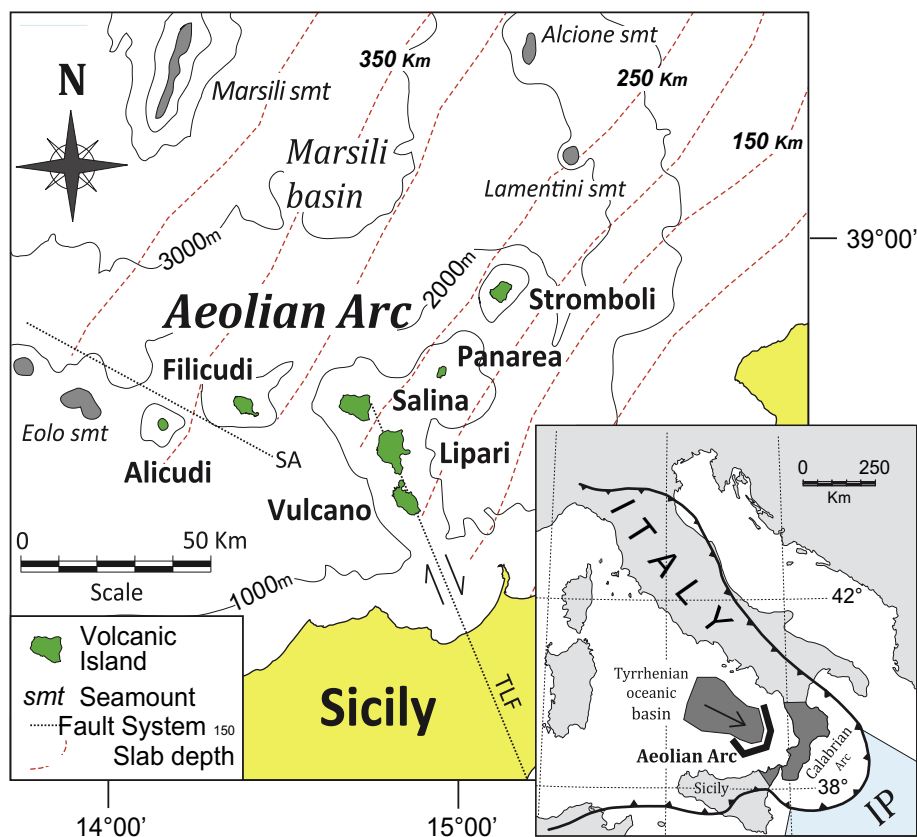 Alcione smt
350 Km
N
Marsili smt
250 Km
150 Km
Marsili
basin
Lamentini smt
3000m
39°00'
2000m
Stromboli
Aeolian Arc
Panarea
Filicudi
Salina
Eolo smt
Lipari
SA
Alicudi
Vulcano
0 50 Km
Scale
1000m
TLF
Sicily
Volcanic
Island
smt Seamount
Fault System 150
Slab depth
14°00'
15°00'
0 250
Km
ITALY
42°
Tyrrhenian
oceanic
basin
Aeolian Arc
Calabrian
Arc
Sicily
38°
IP